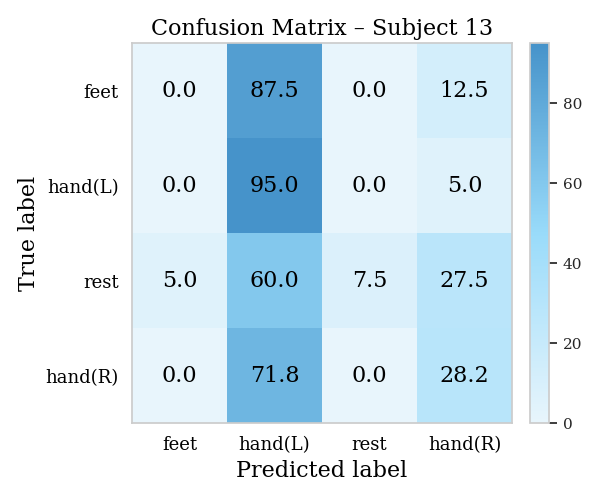 Confusion Matrix – Subject 13
feet 0.0 87.5 0.0 12.5
hand(L) 0.0 95.0 0.0 5.0
rest 5.0 60.0 7.5 27.5
hand(R) 0.0 71.8 0.0 28.2
feet hand(L) rest hand(R)
Predicted label
True label
80
60
40
20
0